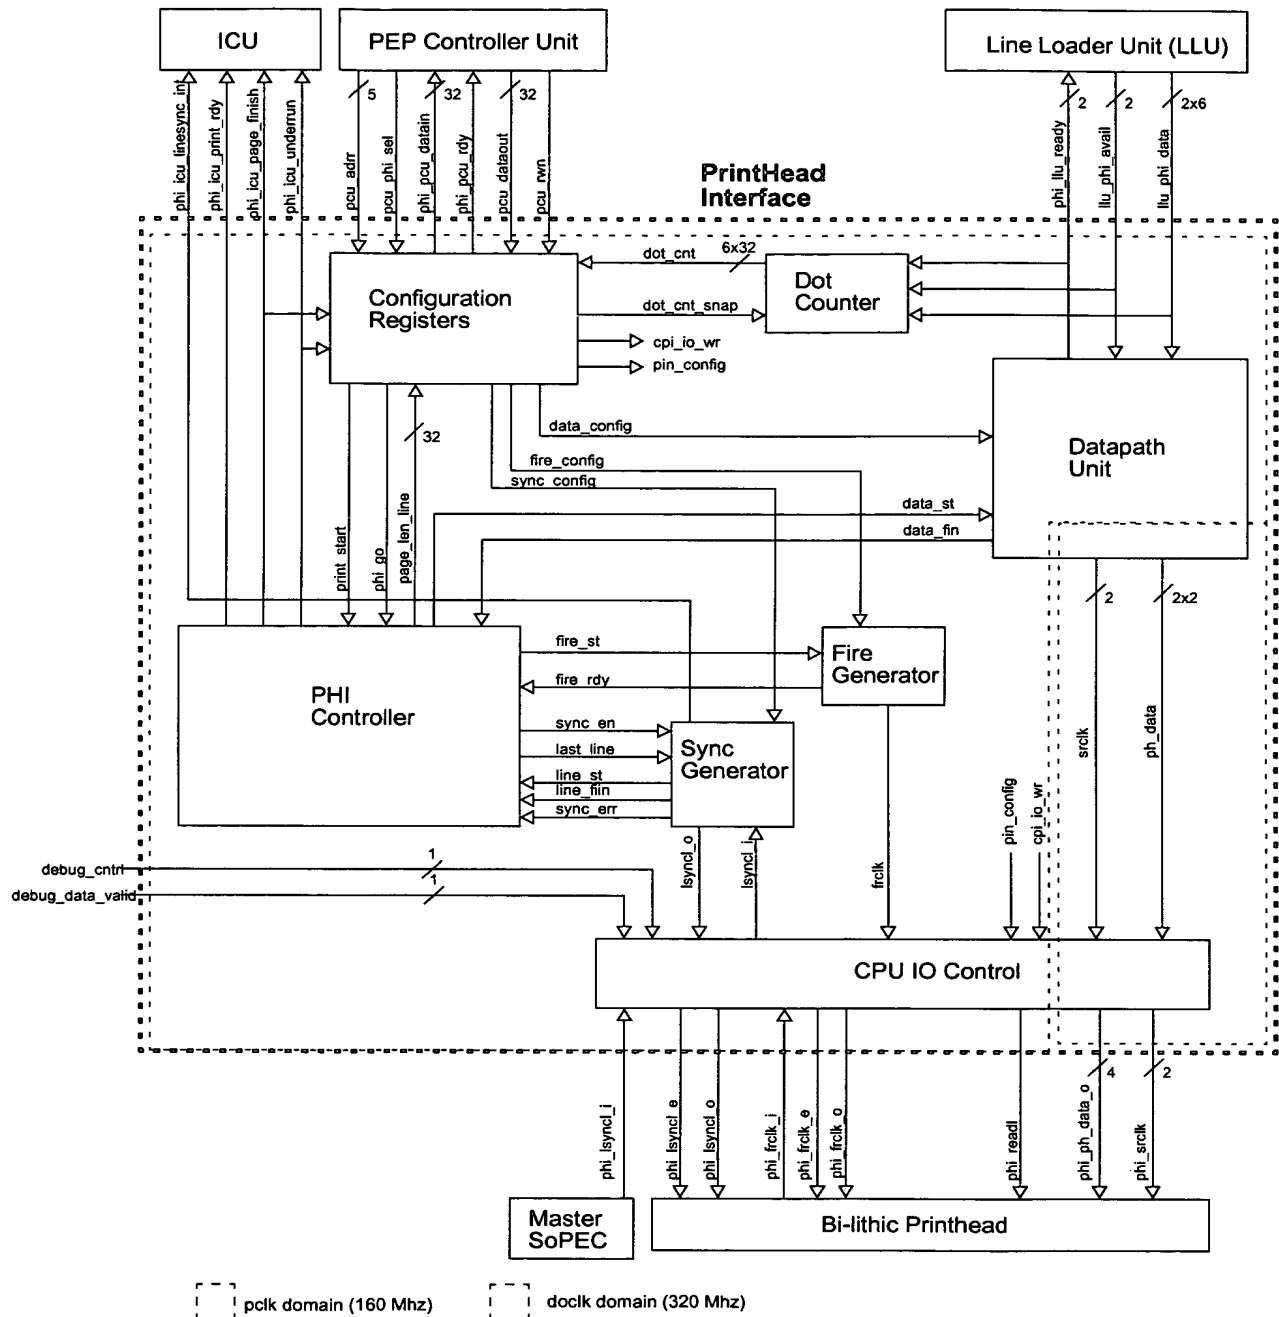 ICU
PEP Controller Unit
Line Loader Unit (LLU)
phi_icu_linesync_int
phi_icu_print_rdy
phi_icu_page_finish
phi_icu_underrun
5
32
32
pcu_adrr
pcu_phi_sel
phi_pcu_datain
phi_pcu_rdy
pcu_dataout
pcu_rwn
2
2
2x6
phi_llu_ready
llu_phi_avail
llu_phi_data
PrintHead
Interface
Configuration
Registers
dot_cnt
6x32
dot_cnt_snap
cpi_io_wr
pin_config
Dot
Counter
Datapath
Unit
32
data_config
fire_config
sync_config
data_st
data_fin
print_start
phi_go
page_len_line
2
2x2
PHI
Controller
fire_st
fire_rdy
Fire
Generator
sync_en
last_line
line_st
line_fiin
sync_err
Sync
Generator
srclk
ph_data
pin_config
cpi_io_wr
debug_cntrl
1
debug_data_valid
1
lsyncl_o
lsyncl_i
frclk
CPU IO Control
4
2
phi_lsyncl_i
phi_lsyncl_e
phi_lsyncl_o
phi_frclk_i
phi_frclk_e
phi_frclk_o
phi_readl
phi_ph_data_o
phi_srclk
Master
SoPEC
Bi-lithic Printhead
pclk domain (160 Mhz)
doclk domain (320 Mhz)